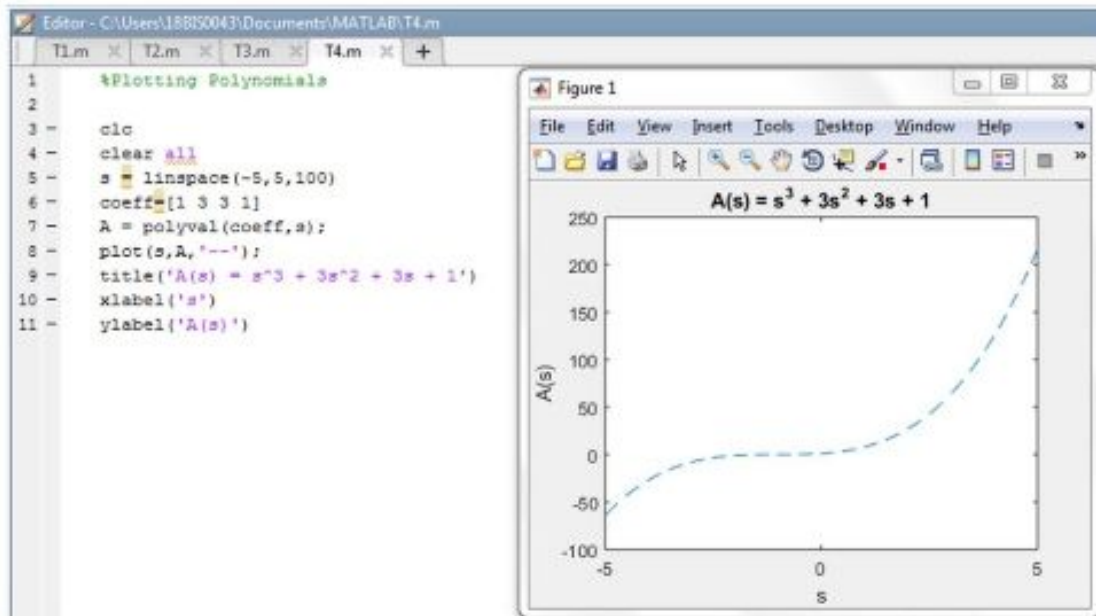 Editor - C:\Users\18BIS0043\Documents\MATLAB\T4.m
T1.m T2.m T3.m T4.m +
1 %Plotting Polynomials
2
3 - clc
4 - clear all
5 - s = linspace(-5,5,100)
6 - coeff=[1 3 3 1]
7 - A = polyval(coeff,s);
8 - plot(s,A,'--');
9 - title('A(s) = s^3 + 3s^2 + 3s + 1')
10 - xlabel('s')
11 - ylabel('A(s)')
Figure 1
File Edit View Insert Tools Desktop Window Help
A(s) = s³ + 3s² + 3s + 1
250
200
150
100
50
0
-50
-100
A(s)
-5 0 5
s